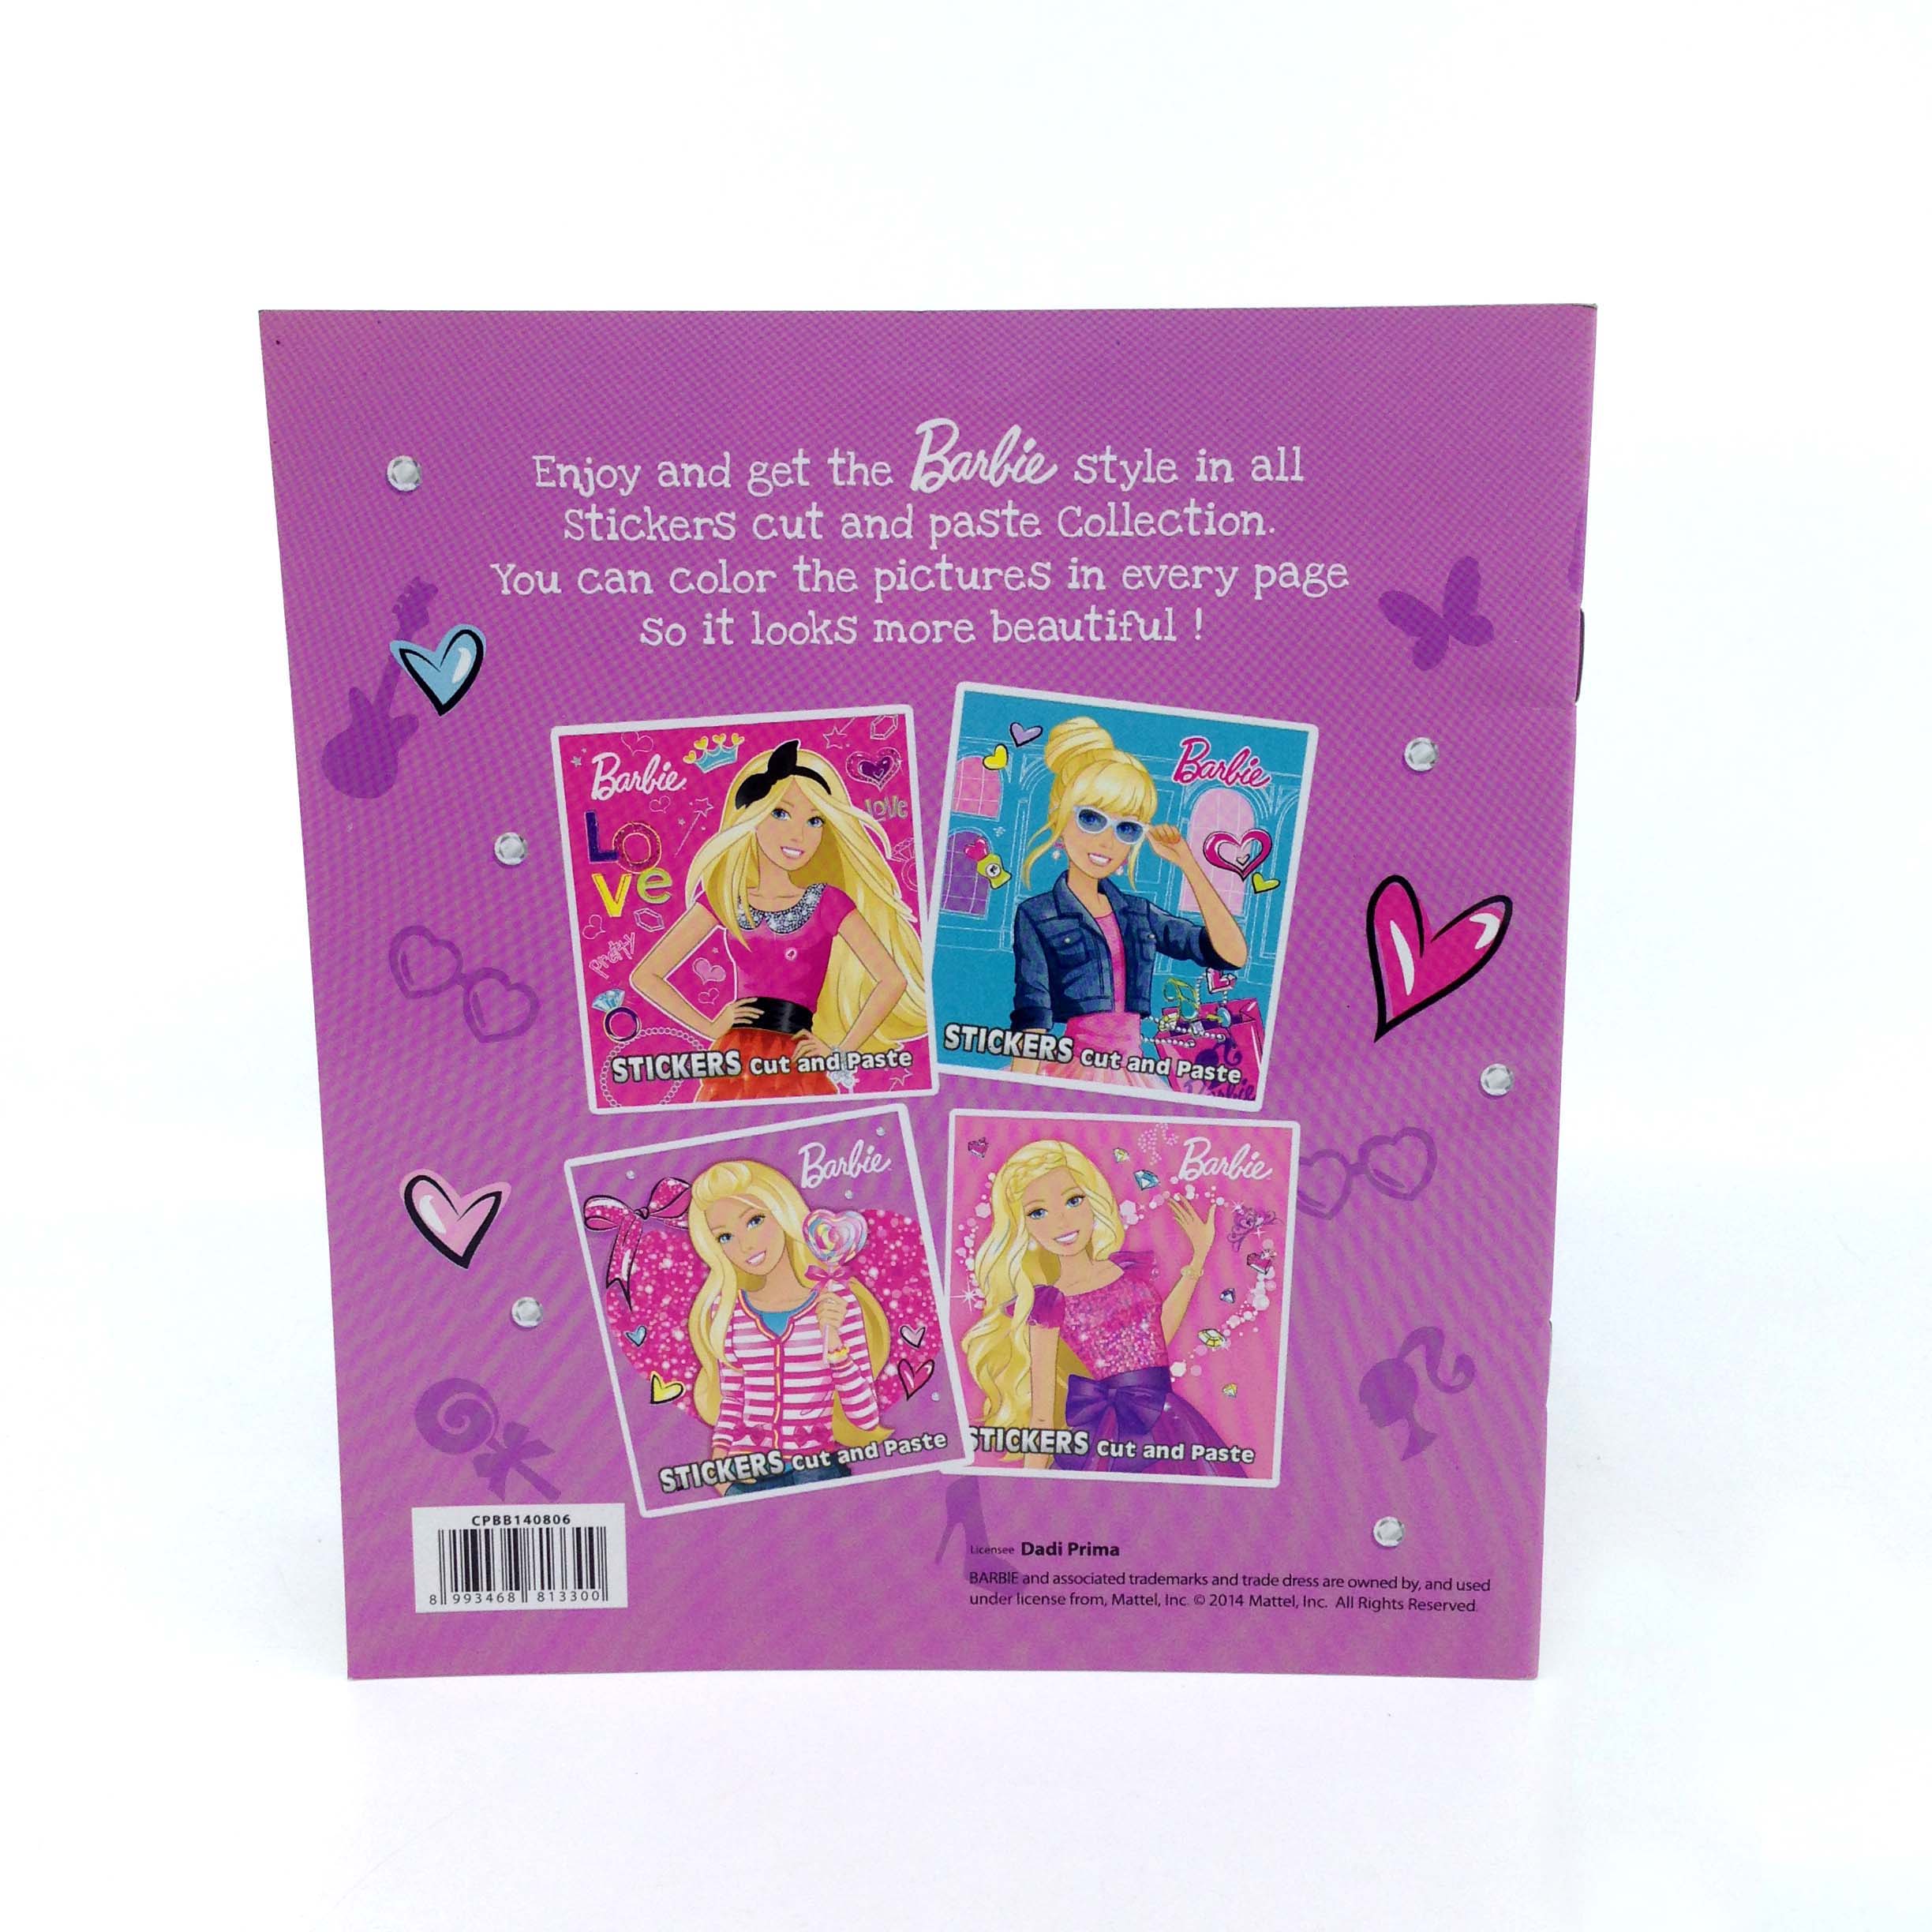 Enjoy and get the Barbie style in all
Stickers cut and paste Collection.
You can color the pictures in every page
so it looks more beautiful !
Barbie
Love
love
pretty
STICKERS cut and Paste
Barbie
STICKERS cut and Paste
Barbie
Barbie
STICKERS cut and Paste
Barbie
STICKERS cut and Paste
CPBB140806
8 993468 813300
Licensee Dadi Prima
BARBIE and associated trademarks and trade dress are owned by, and used
under license from, Mattel, Inc. © 2014 Mattel, Inc. All Rights Reserved.